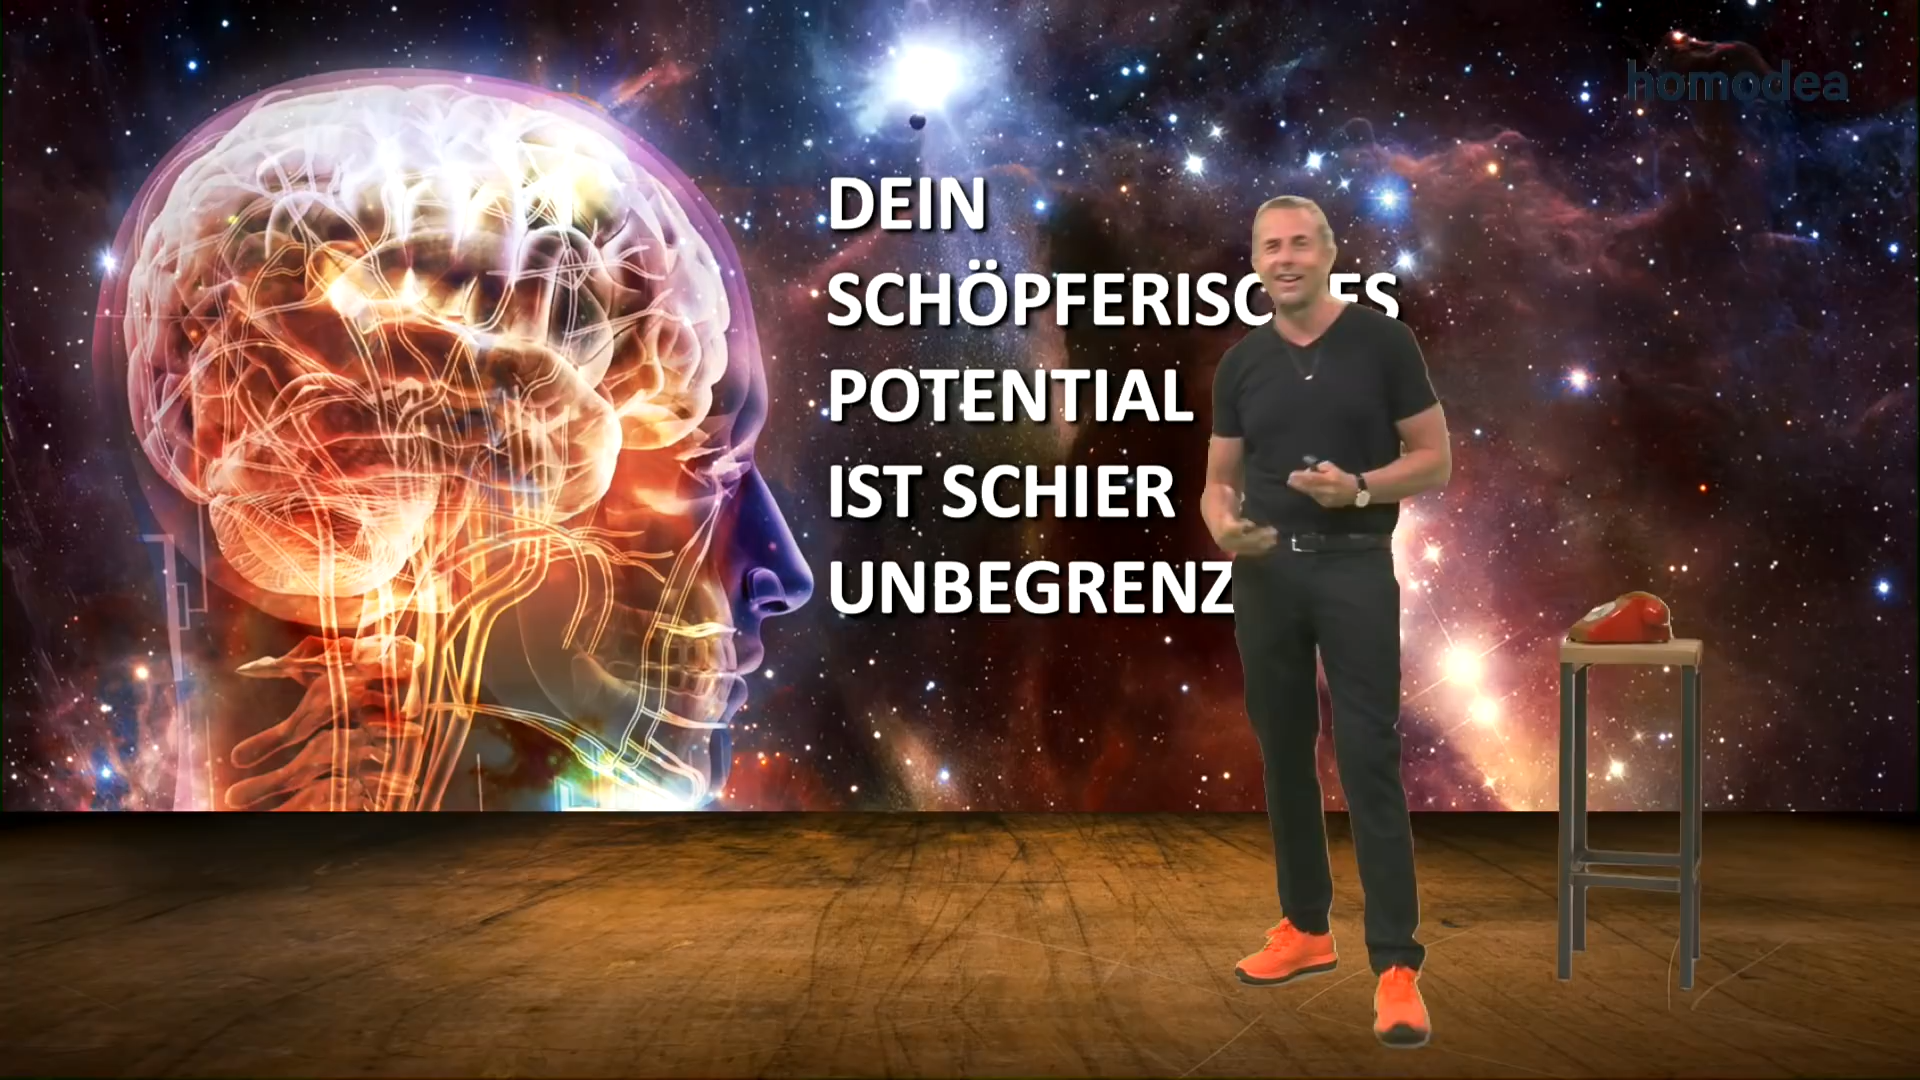 homodea
DEIN
SCHÖPFERISC ES
POTENTIAL
IST SCHIER
UNBEGRENZ